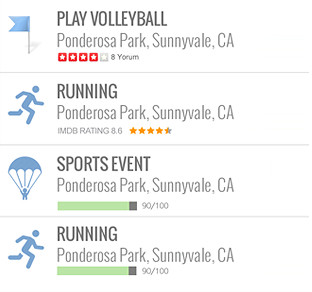 PLAY VOLLEYBALL
Ponderosa Park, Sunnyvale, CA
8 Yorum
RUNNING
Ponderosa Park, Sunnyvale, CA
IMDB RATING 8.6
SPORTS EVENT
Ponderosa Park, Sunnyvale, CA
90/100
RUNNING
Ponderosa Park, Sunnyvale, CA
90/100